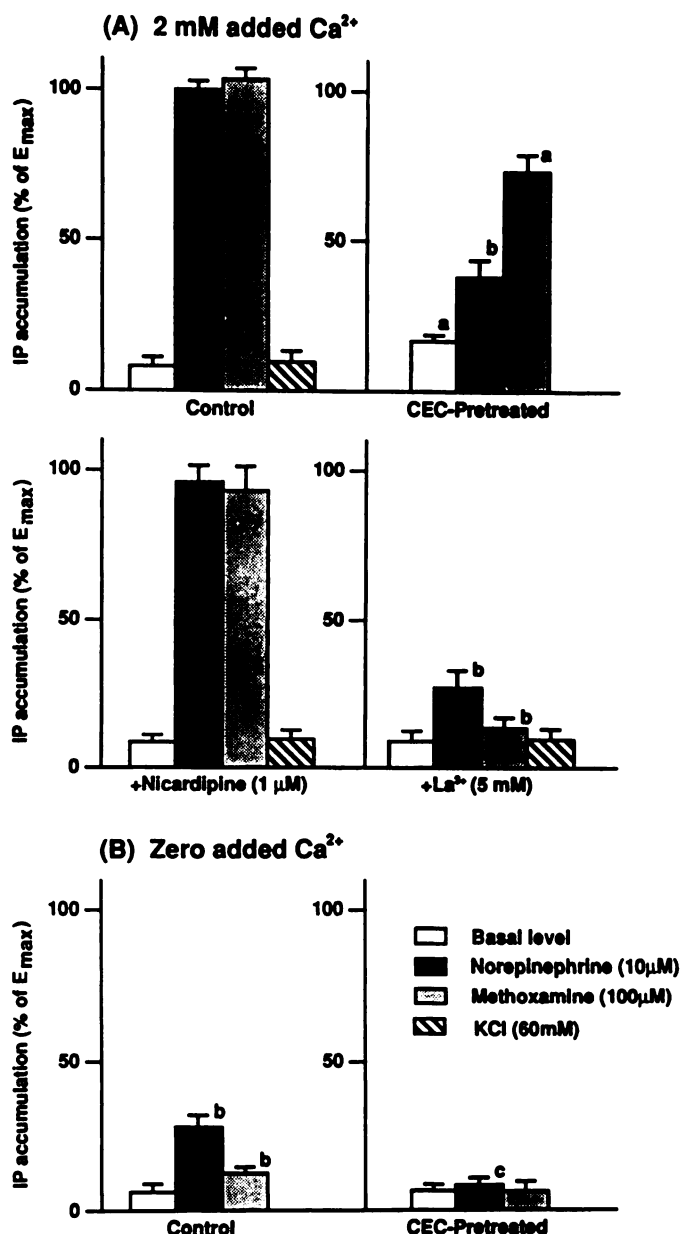 (A) 2 mM added Ca²⁺
IP accumulation (% of Emax)
100
50
0
Control
100
50
a
b
a
CEC-Pretreated
IP accumulation (% of Emax)
100
50
0
+Nicardipine (1 μM)
100
50
b
b
+La³⁺ (5 mM)
(B) Zero added Ca²⁺
IP accumulation (% of Emax)
100
50
0
b
b
Control
100
50
c
CEC-Pretreated
Basal level
Norepinephrine (10μM)
Methoxamine (100μM)
KCl (60mM)